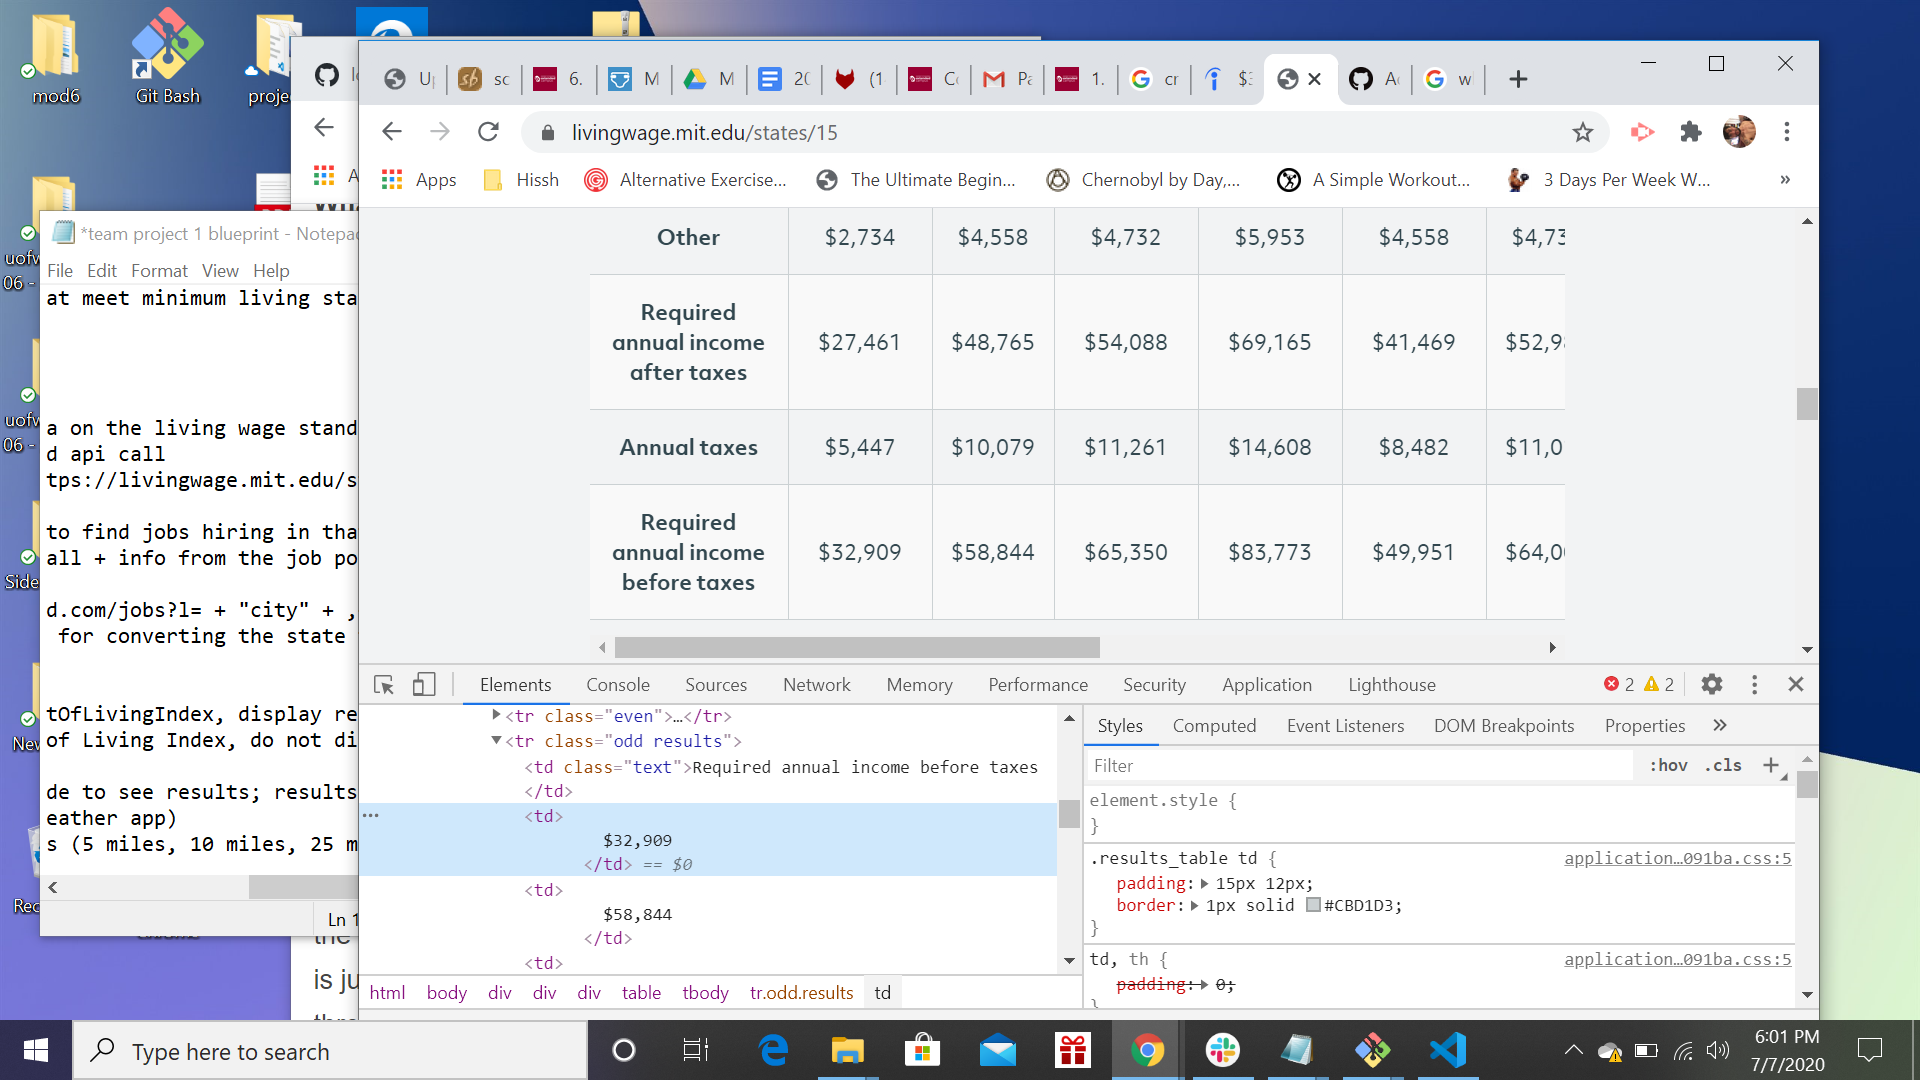 mod6
Git Bash
proje
*team project 1 blueprint - Notepa
File Edit Format View Help
at meet minimum living sta
a on the living wage stand
d api call
tps://livingwage.mit.edu/s
to find jobs hiring in tha
all + info from the job po
d.com/jobs?l= + "city" + ,
for converting the state
tOfLivingIndex, display re
of Living Index, do not di
de to see results; results
eather app)
s (5 miles, 10 miles, 25 m
Ln 1
uofw
06 -
uofw
06 -
Side
New
Rec
is ju
U
sc
6.
M
M
20
(1
Co
Pa
1.
cr
$3
Ac
w
livingwage.mit.edu/states/15
Apps
Hissh
Alternative Exercise...
The Ultimate Begin...
Chernobyl by Day,...
A Simple Workout...
3 Days Per Week W...
»
Other $2,734 $4,558 $4,732 $5,953 $4,558 $4,73
Required
annual income
after taxes
$27,461 $48,765 $54,088 $69,165 $41,469 $52,9
Annual taxes $5,447 $10,079 $11,261 $14,608 $8,482 $11,0
Required
annual income
before taxes
$32,909 $58,844 $65,350 $83,773 $49,951 $64,0
Elements Console Sources Network Memory Performance Security Application Lighthouse 2 2
<tr class="even">…</tr>
<tr class="odd results">
<td class="text">Required annual income before taxes
</td>
<td>
$32,909
</td> == $0
<td>
$58,844
</td>
<td>
html body div div div table tbody tr.odd.results td
Styles Computed Event Listeners DOM Breakpoints Properties »
Filter :hov .cls +
element.style {
}
.results_table td { application…091ba.css:5
padding: 15px 12px;
border: 1px solid #CBD1D3;
}
td, th { application…091ba.css:5
padding: 0;
}
Type here to search
6:01 PM
7/7/2020